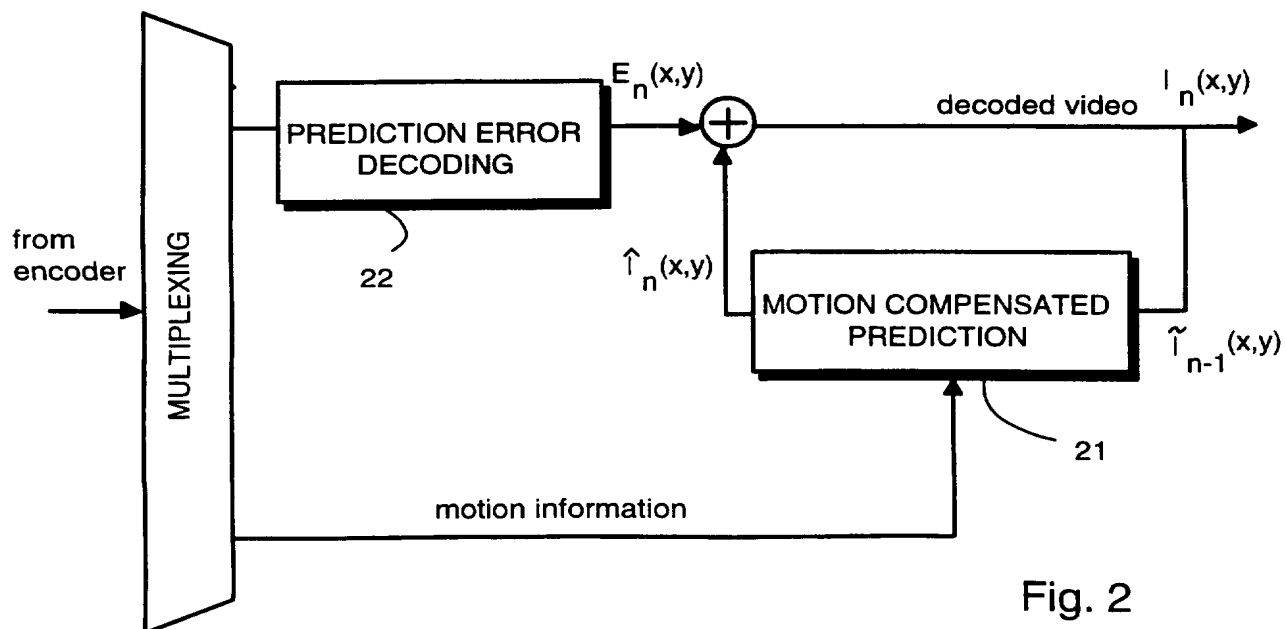 from
encoder
MULTIPLEXING
PREDICTION ERROR
DECODING
22
E_n(x,y)
+
decoded video
I_n(x,y)
Î_n(x,y)
MOTION COMPENSATED
PREDICTION
Ĩ_n-1(x,y)
21
motion information
Fig. 2